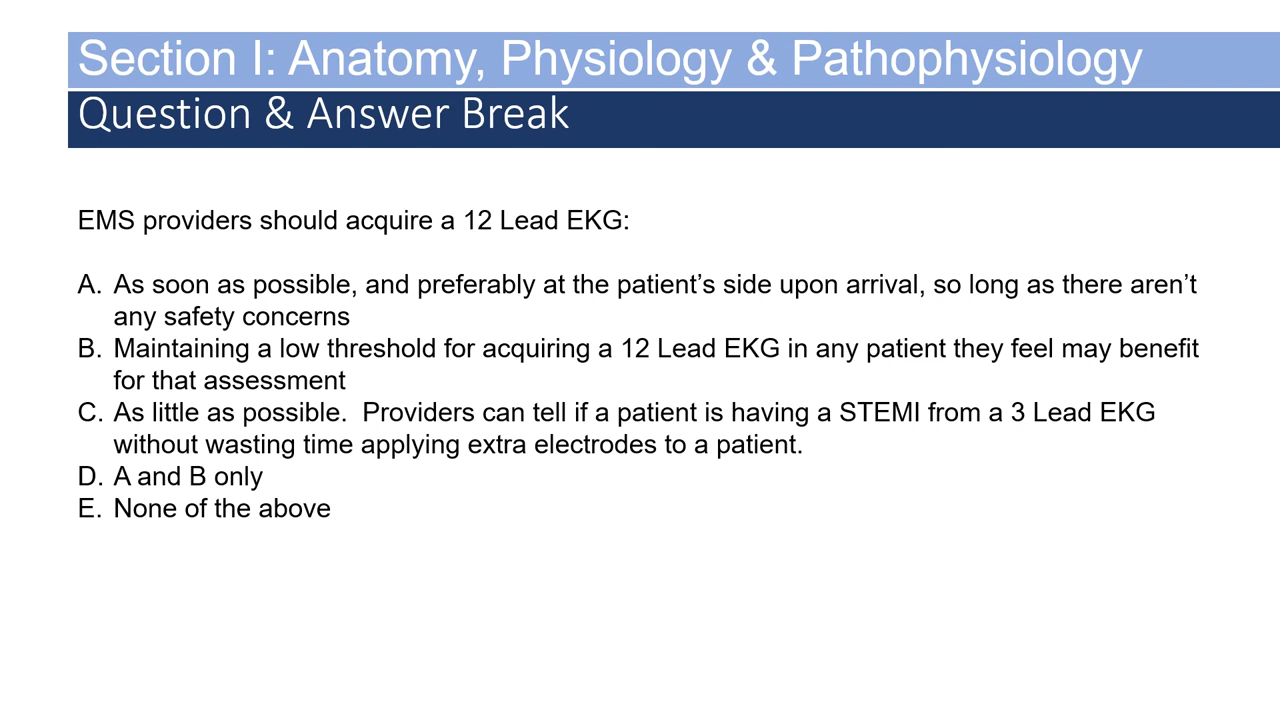 Section I: Anatomy, Physiology & Pathophysiology
Question & Answer Break
EMS providers should acquire a 12 Lead EKG:
A. As soon as possible, and preferably at the patient’s side upon arrival, so long as there aren’t
any safety concerns
B. Maintaining a low threshold for acquiring a 12 Lead EKG in any patient they feel may benefit
for that assessment
C. As little as possible.  Providers can tell if a patient is having a STEMI from a 3 Lead EKG
without wasting time applying extra electrodes to a patient.
D. A and B only
E. None of the above